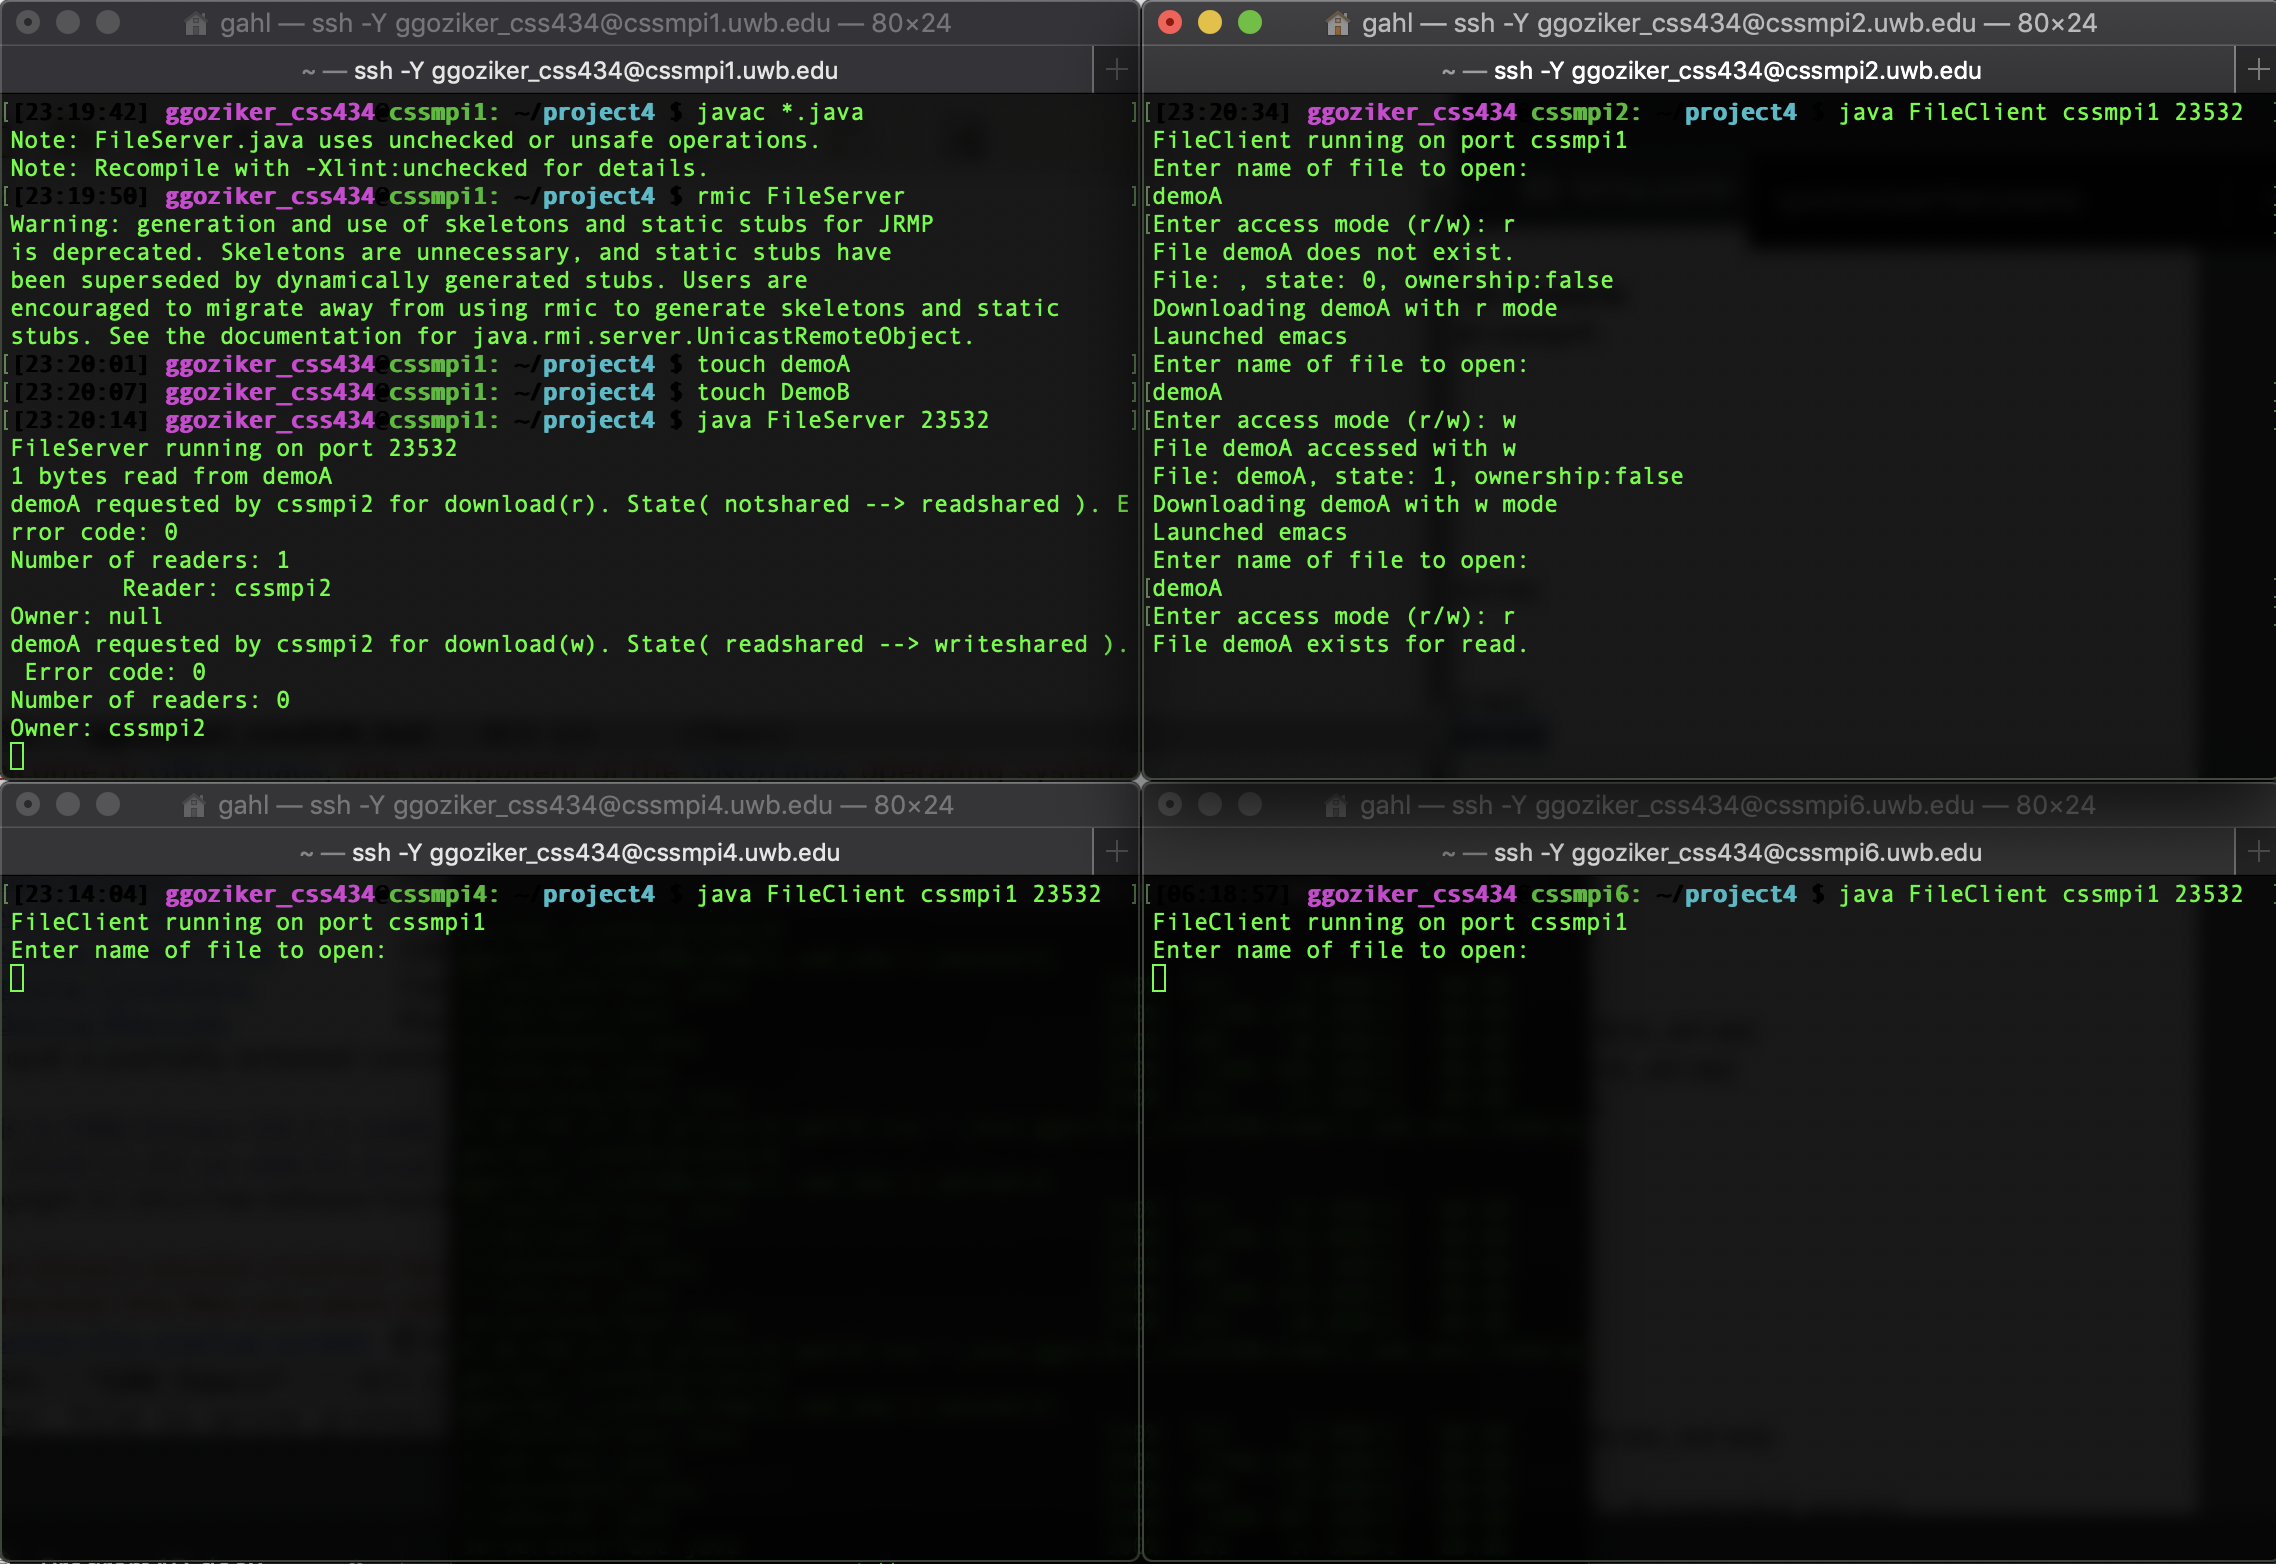 gahl — ssh -Y ggoziker_css434@cssmpi1.uwb.edu — 80×24
~ — ssh -Y ggoziker_css434@cssmpi1.uwb.edu
[[23:19:42] ggoziker_css434@cssmpi1: ~/project4 $ javac *.java ]
Note: FileServer.java uses unchecked or unsafe operations.
Note: Recompile with -Xlint:unchecked for details.
[[23:19:50] ggoziker_css434@cssmpi1: ~/project4 $ rmic FileServer ]
Warning: generation and use of skeletons and static stubs for JRMP
is deprecated. Skeletons are unnecessary, and static stubs have
been superseded by dynamically generated stubs. Users are
encouraged to migrate away from using rmic to generate skeletons and static
stubs. See the documentation for java.rmi.server.UnicastRemoteObject.
[[23:20:01] ggoziker_css434@cssmpi1: ~/project4 $ touch demoA ]
[[23:20:07] ggoziker_css434@cssmpi1: ~/project4 $ touch DemoB ]
[[23:20:14] ggoziker_css434@cssmpi1: ~/project4 $ java FileServer 23532 ]
FileServer running on port 23532
1 bytes read from demoA
demoA requested by cssmpi2 for download(r). State( notshared --> readshared ). E
rror code: 0
Number of readers: 1
Reader: cssmpi2
Owner: null
demoA requested by cssmpi2 for download(w). State( readshared --> writeshared ).
Error code: 0
Number of readers: 0
Owner: cssmpi2
gahl — ssh -Y ggoziker_css434@cssmpi2.uwb.edu — 80×24
~ — ssh -Y ggoziker_css434@cssmpi2.uwb.edu
[[23:20:34] ggoziker_css434 cssmpi2: ~/project4 $ java FileClient cssmpi1 23532
FileClient running on port cssmpi1
Enter name of file to open:
[demoA
[Enter access mode (r/w): r
File demoA does not exist.
File: , state: 0, ownership:false
Downloading demoA with r mode
Launched emacs
Enter name of file to open:
[demoA
[Enter access mode (r/w): w
File demoA accessed with w
File: demoA, state: 1, ownership:false
Downloading demoA with w mode
Launched emacs
Enter name of file to open:
[demoA
[Enter access mode (r/w): r
File demoA exists for read.
gahl — ssh -Y ggoziker_css434@cssmpi4.uwb.edu — 80×24
~ — ssh -Y ggoziker_css434@cssmpi4.uwb.edu
[[23:14:04] ggoziker_css434@cssmpi4: ~/project4 $ java FileClient cssmpi1 23532 ]
FileClient running on port cssmpi1
Enter name of file to open:
gahl — ssh -Y ggoziker_css434@cssmpi6.uwb.edu — 80×24
~ — ssh -Y ggoziker_css434@cssmpi6.uwb.edu
[[06:18:57] ggoziker_css434 cssmpi6: ~/project4 $ java FileClient cssmpi1 23532
FileClient running on port cssmpi1
Enter name of file to open: